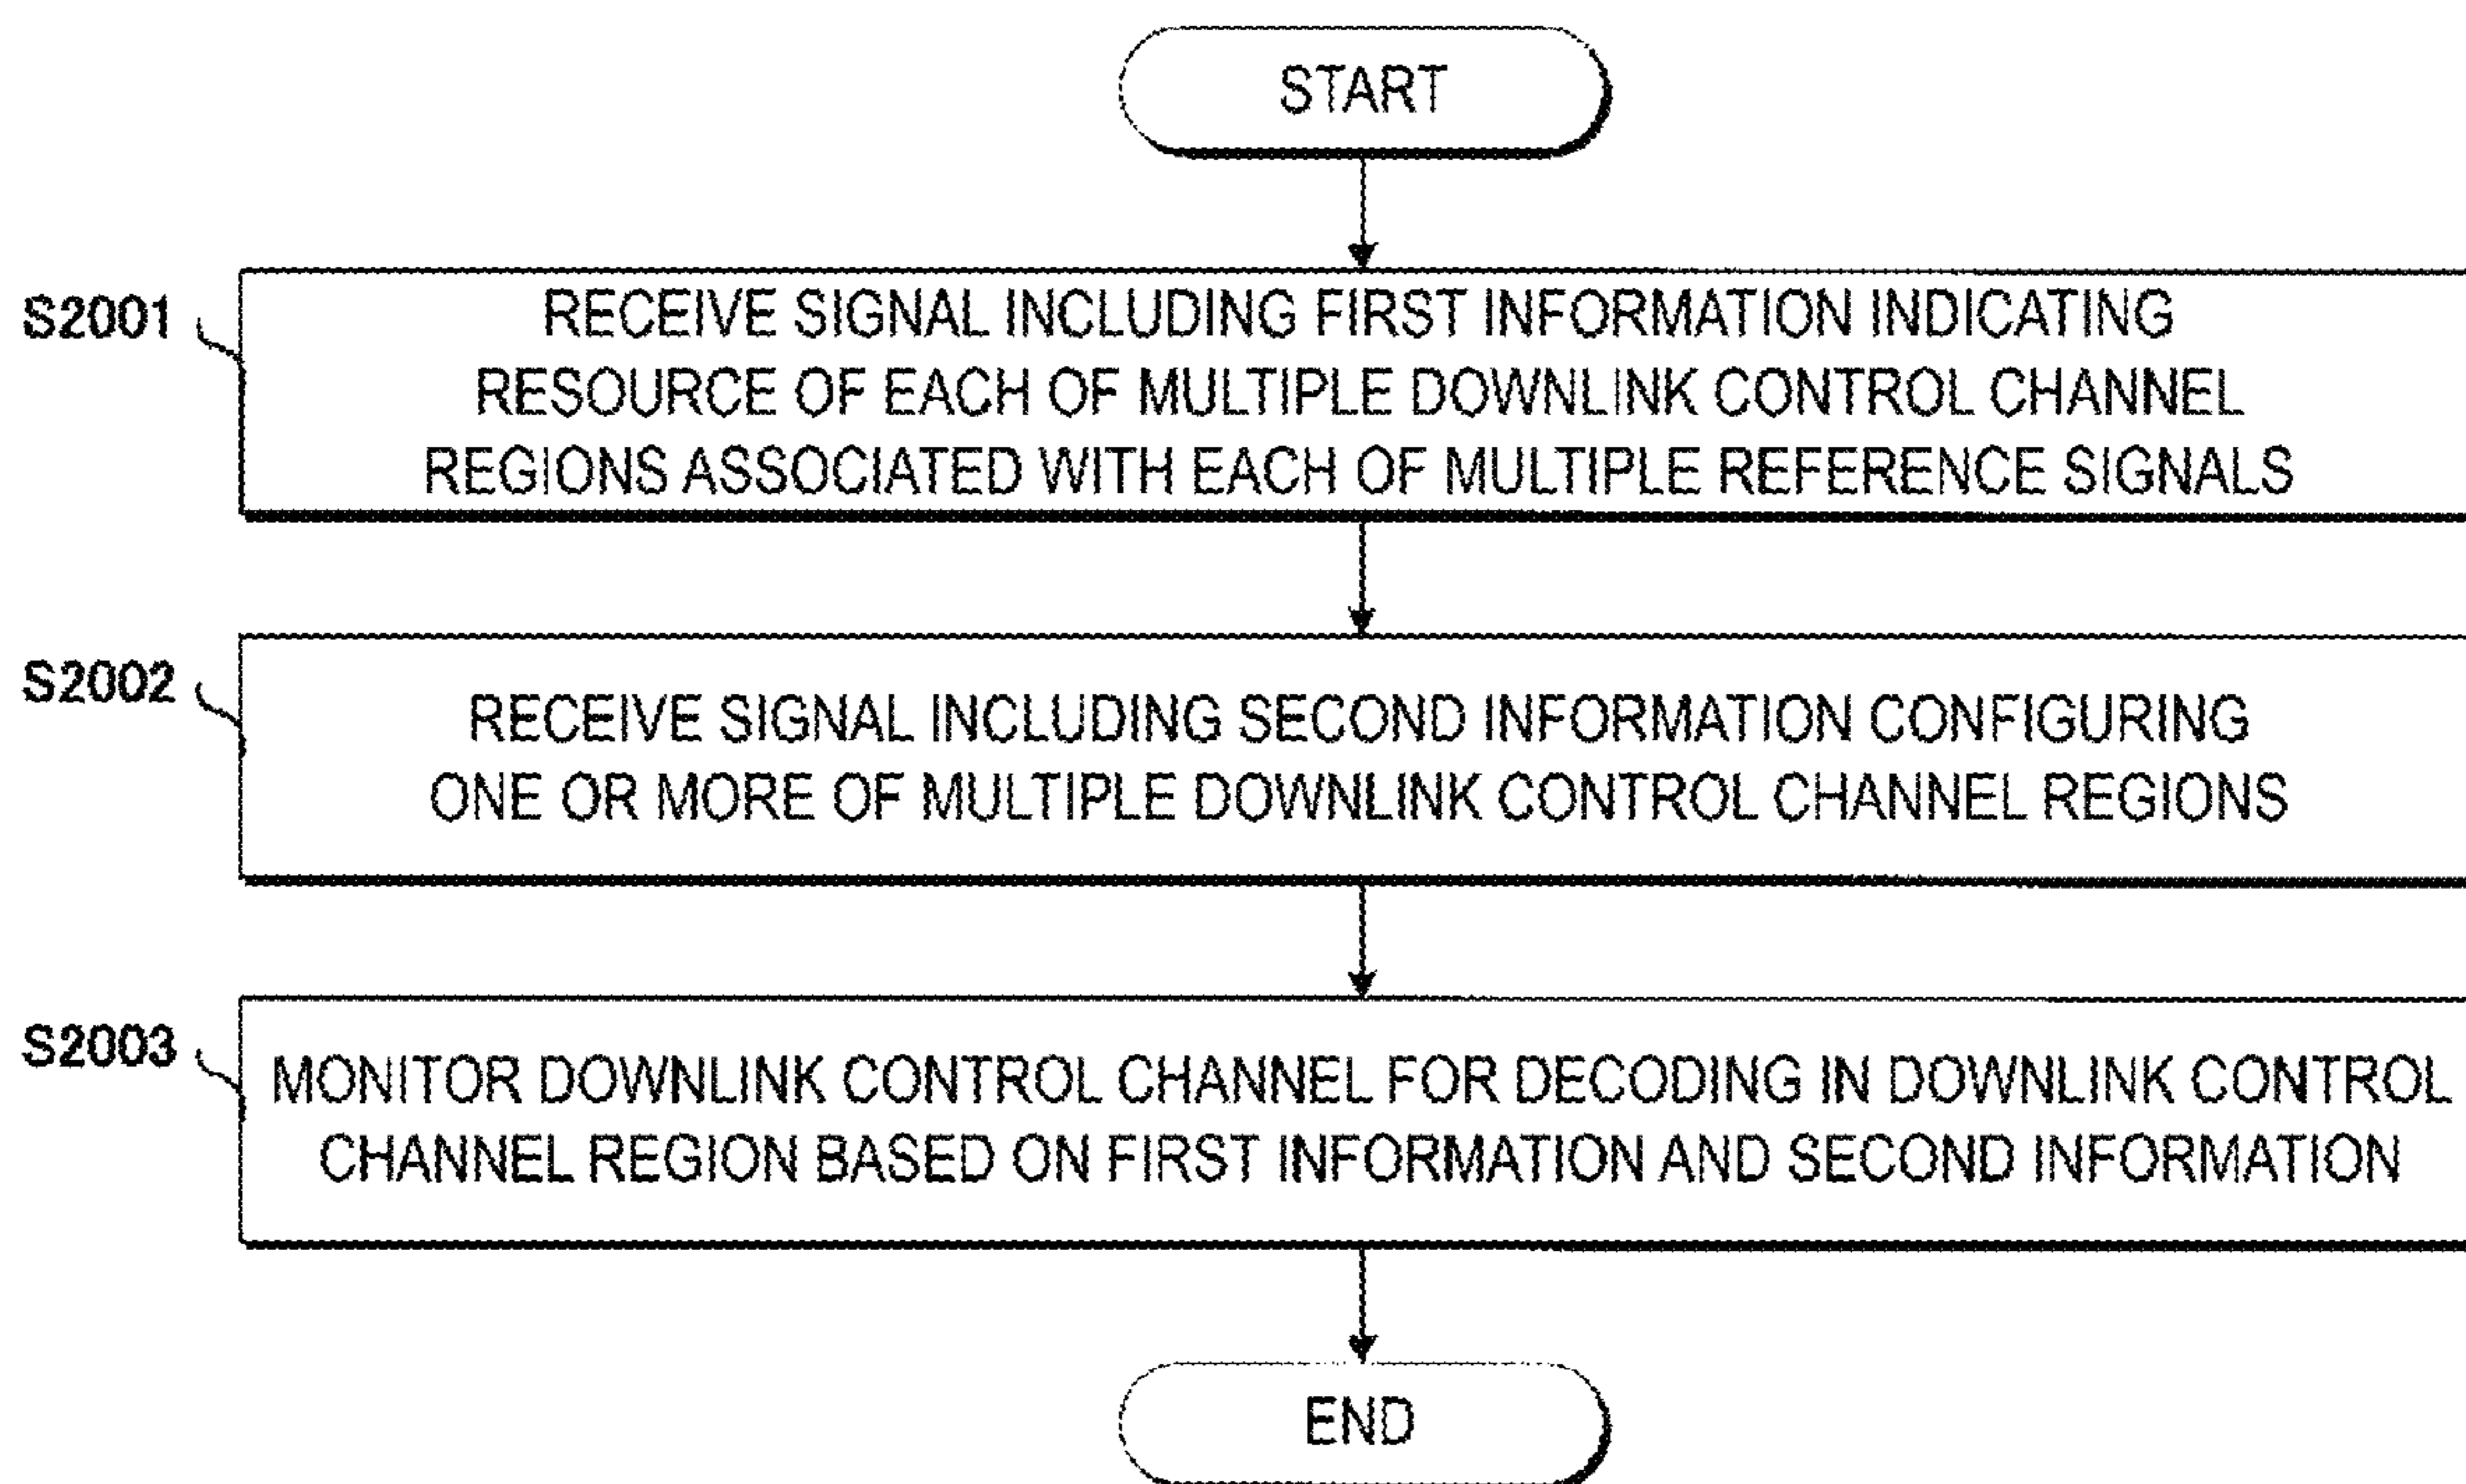 START
S2001
RECEIVE SIGNAL INCLUDING FIRST INFORMATION INDICATING
RESOURCE OF EACH OF MULTIPLE DOWNLINK CONTROL CHANNEL
REGIONS ASSOCIATED WITH EACH OF MULTIPLE REFERENCE SIGNALS
S2002
RECEIVE SIGNAL INCLUDING SECOND INFORMATION CONFIGURING
ONE OR MORE OF MULTIPLE DOWNLINK CONTROL CHANNEL REGIONS
S2003
MONITOR DOWNLINK CONTROL CHANNEL FOR DECODING IN DOWNLINK CONTROL
CHANNEL REGION BASED ON FIRST INFORMATION AND SECOND INFORMATION
END